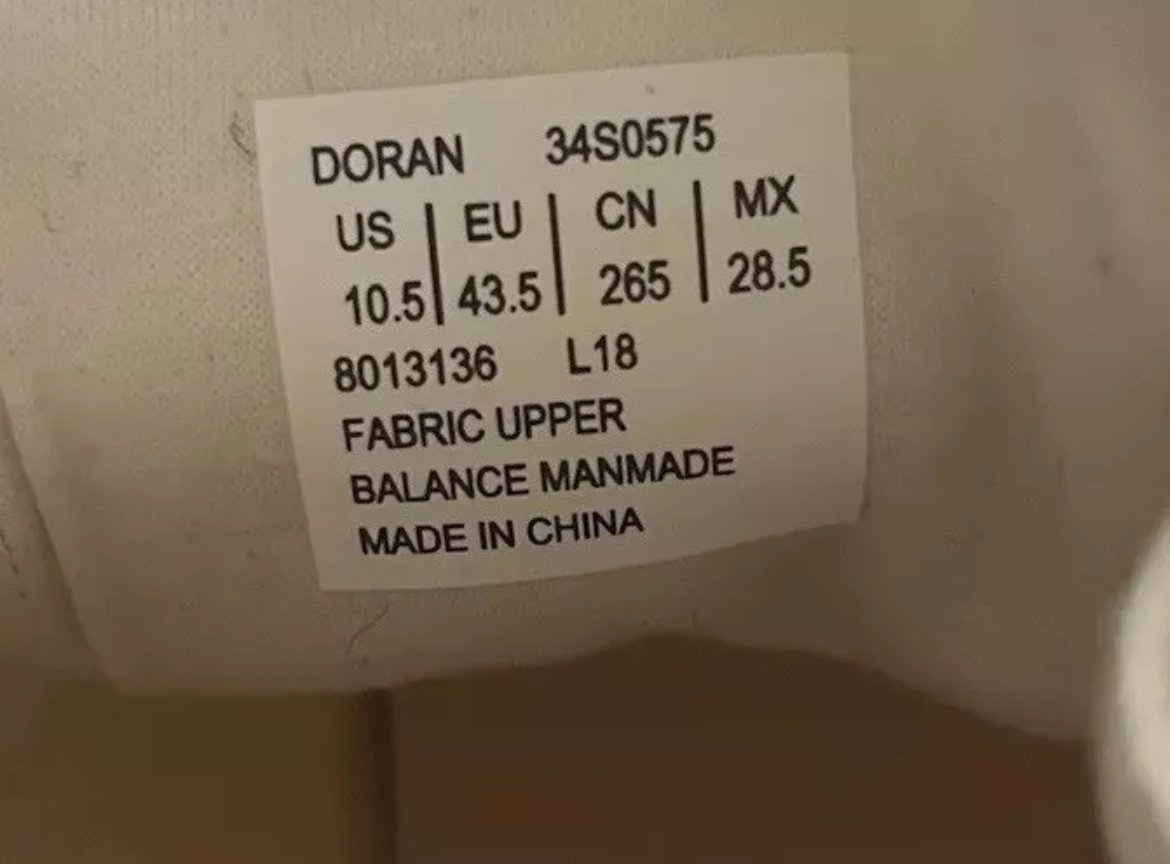 DORAN 34S0575
US | EU | CN | MX
10.5 | 43.5 | 265 | 28.5
8013136 L18
FABRIC UPPER
BALANCE MANMADE
MADE IN CHINA